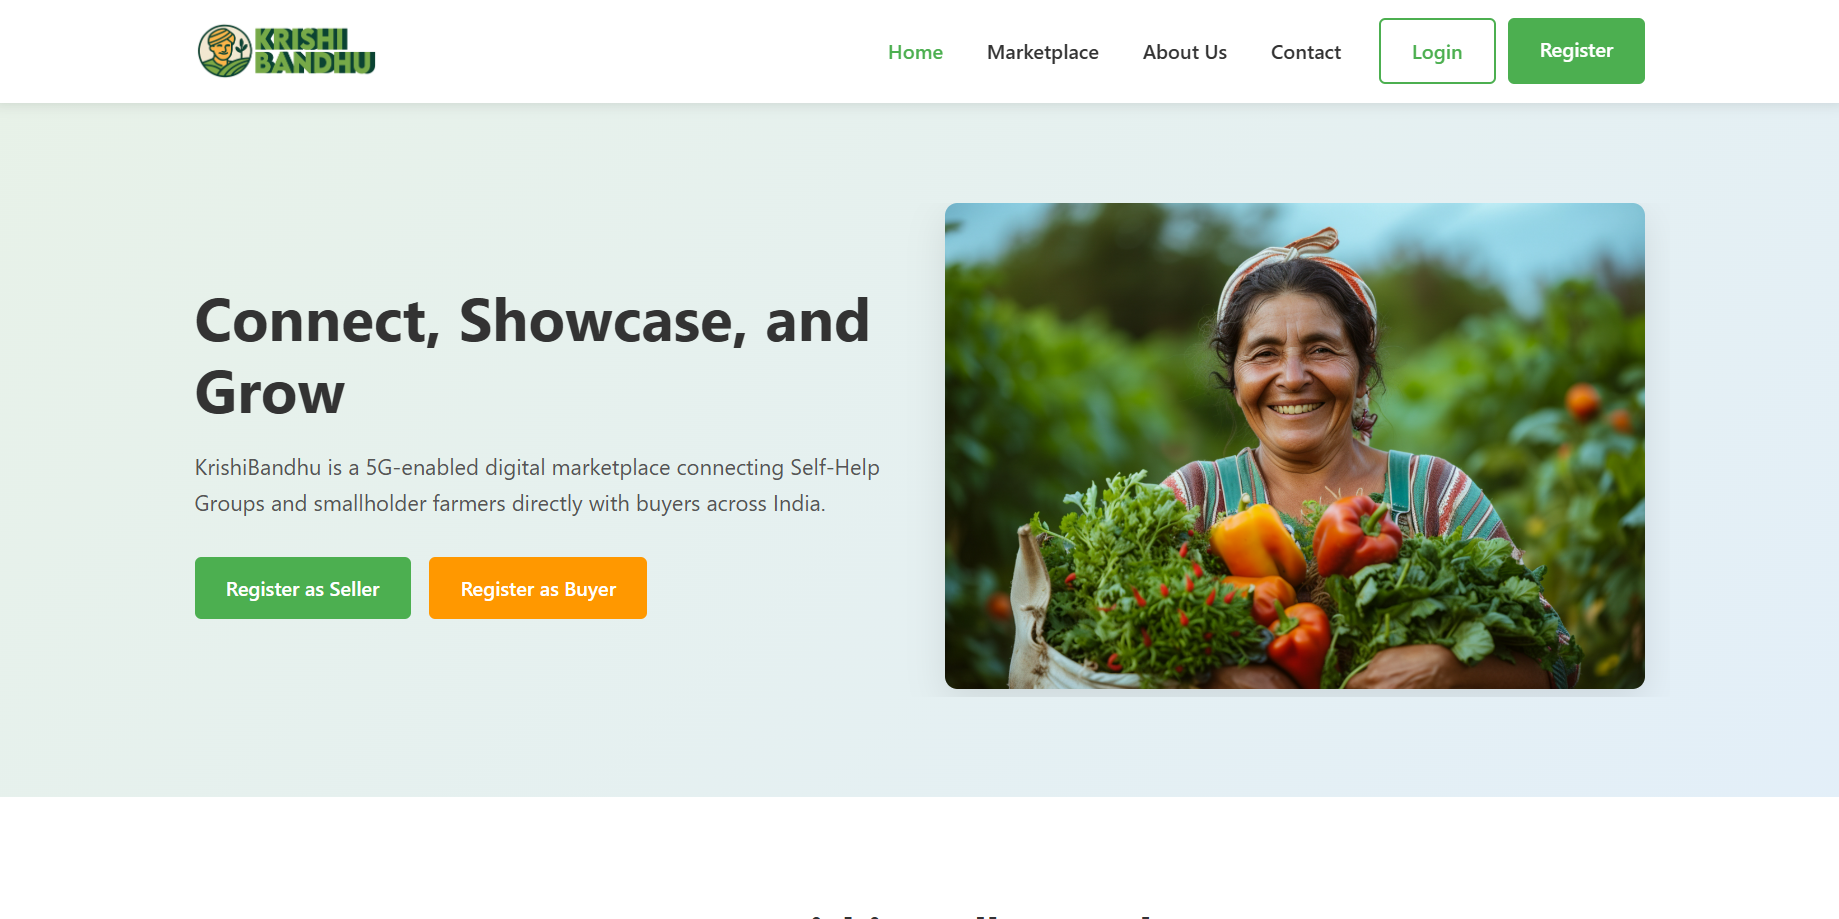 KRISHI
BANDHU
Home
Marketplace
About Us
Contact
Login
Register
Connect, Showcase, and
Grow
KrishiBandhu is a 5G-enabled digital marketplace connecting Self-Help
Groups and smallholder farmers directly with buyers across India.
Register as Seller
Register as Buyer